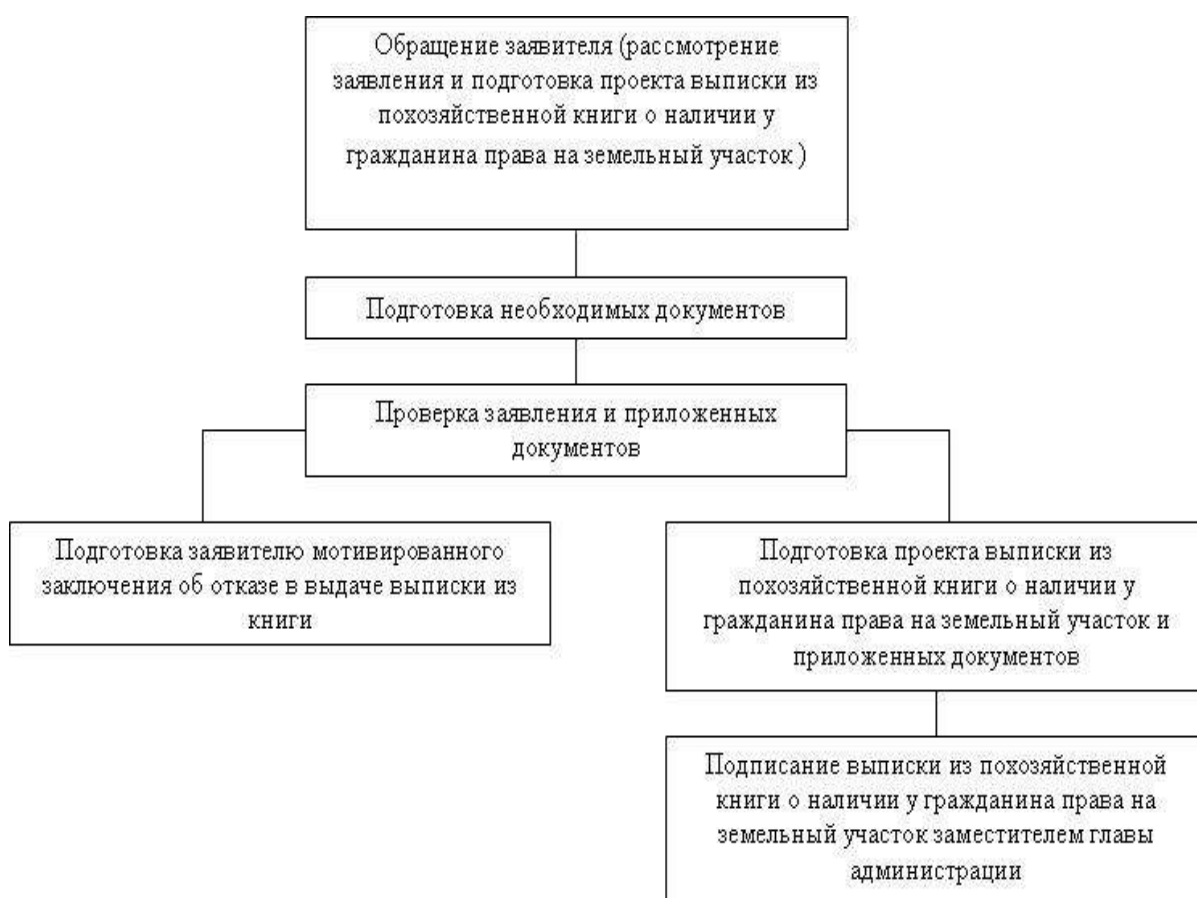 Обращение заявителя (рассмотрение
заявления и подготовка проекта выписки из
похозяйственной книги о наличии у
гражданина права на земельный участок )
Подготовка необходимых документов
Проверка заявления и приложенных
документов
Подготовка заявителю мотивированного
заключения об отказе в выдаче выписки из
книги
Подготовка проекта выписки из
похозяйственной книги о наличии у
гражданина права на земельный участок и
приложенных документов
Подписание выписки из похозяйственной
книги о наличии у гражданина права на
земельный участок заместителем главы
администрации